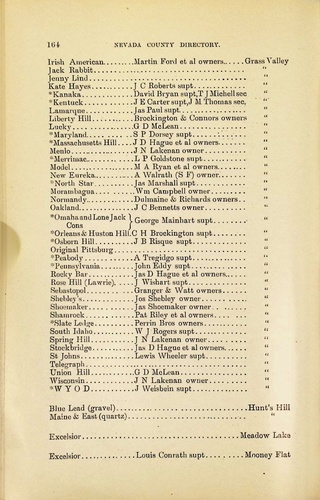 164 NEVADA COUNTY DIRECTORY.
Irish American.........Martin Ford et al owners.....Grass Valley
Jack Rabbit................................................ "
Jenny Lind................................................ "
Kate Hayes............J C Roberts supt................ "
*Kanaka...............David Bryan supt, T J Michell sec "
*Kentuck..............J E Carter supt, J M Thomas sec, "
Lamarque.............Jas Paul supt..................... "
Liberty Hill...........Brockington & Connors owners "
Lucky.................G D McLean....................... "
*Maryland............S P Dorsey supt.................. "
*Massachusetts Hill...J D Hague et al owners........ "
Menlo.................J N Lakenan owner.............. "
*Merrimac............L P Goldstone supt.............. "
Model.................M A Ryan et al owners.......... "
New Eureka...........A Walrath (S F) owner........... "
*North Star...........Jas Marshall supt................ "
Morambagua..........Wm Campbell owner............. "
Normandy.............Dulmaine & Richards owners.. "
Oakland...............J C Bennetts owner.............. "
*Omaha and Lone Jack Cons } George Mainhart supt............. "
*Orleans & Huston Hill.C H Brockington supt........... "
*Osborn Hill...........J B Risque supt.................. "
Original Pittsburg......................................... "
*Peabody..............A Tregidgo supt.................. "
*Pennsylvania.........John Eddy supt................... "
Rocky Bar.............Jas D Hague et al owners........ "
Rose Hill (Lawrie).....J Wishart supt.................. "
Sebastopol............Granger & Watt owners......... "
Shebley's..............Jos Shebley owner.............. "
Shoemaker............Jas Shoemaker owner............ "
Shamrock.............Pat Riley et al owners........... "
*Slate Ledge...........Perrin Bros owners.............. "
South Idaho...........W J Rogers supt................. "
Spring Hill............J N Lakenan owner.............. "
Stockbridge............Jas D Hague et al owners....... "
St Johns...............Lewis Wheeler supt.............. "
Telegraph................................................. "
Union Hill.............G D McLean...................... "
Wisconsin.............J N Lakenan owner.............. "
*W Y O D..............J Weisbein supt................. "
Blue Lead (gravel).....................................Hunt's Hill
Maine & East (quartz).................................... "
Excelsior................................................Meadow Lake
Excelsior..................Louis Conrath supt..........Mooney Flat